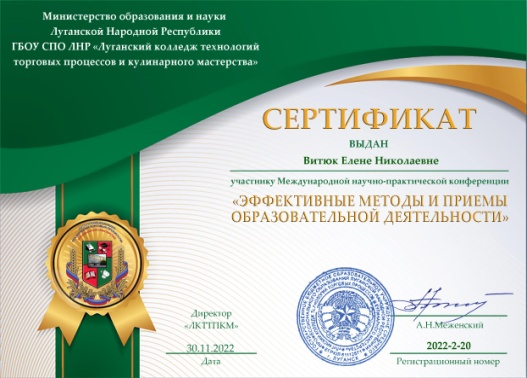 Министерство образования и науки
Луганской Народной Республики
ГБОУ СПО ЛНР «Луганский колледж технологий
торговых процессов и кулинарного мастерства»
СЕРТИФИКАТ
ВЫДАН
Витюк Елене Николаевне
участнику Международной научно-практической конференции
«ЭФФЕКТИВНЫЕ МЕТОДЫ И ПРИЕМЫ
ОБРАЗОВАТЕЛЬНОЙ ДЕЯТЕЛЬНОСТИ»
Директор
«ЛКТТПКМ»
А.Н.Меженский
30.11.2022
Дата
2022-2-20
Регистрационный номер